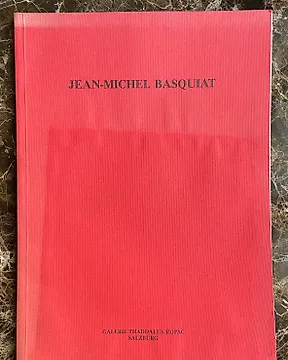 JEAN-MICHEL BASQUIAT
GALERIE THADDAEUS ROPAC
SALZBURG